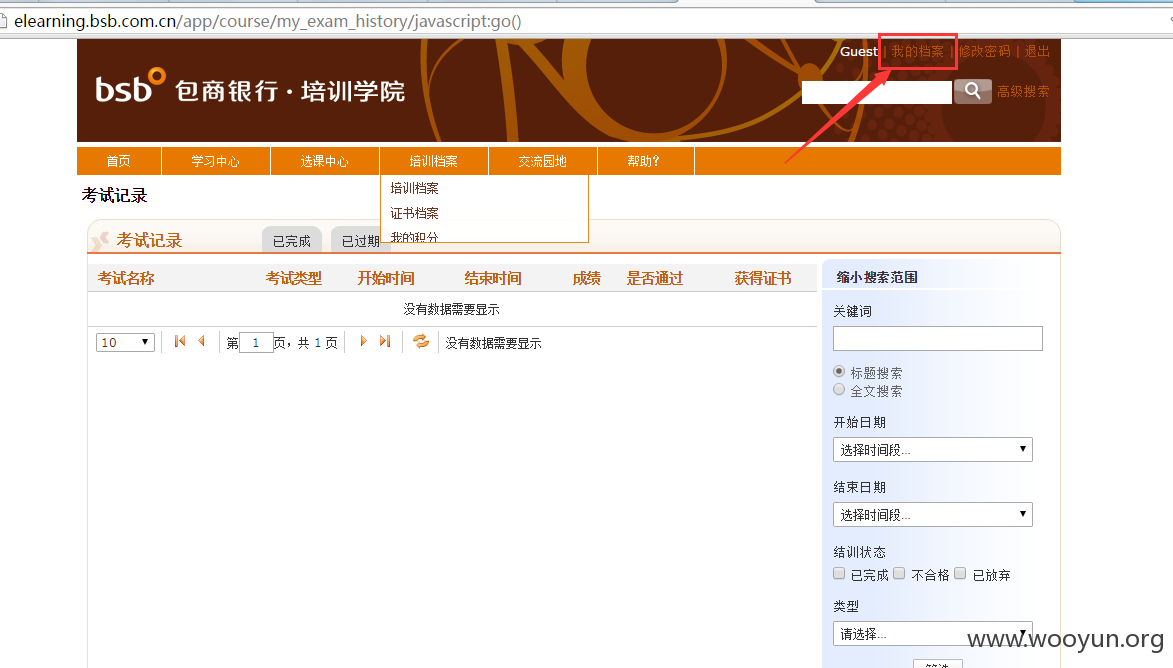 elearning.bsb.com.cn/app/course/my_exam_history/javascript:go()
Guest | 我的档案 | 修改密码 | 退出
bsb 包商银行·培训学院
高级搜索
首页 学习中心 选课中心 培训档案 交流园地 帮助?
培训档案
证书档案
我的积分
考试记录
考试记录 已完成 已过期
考试名称 考试类型 开始时间 结束时间 成绩 是否通过 获得证书
没有数据需要显示
10 第 1 页，共 1 页 没有数据需要显示
缩小搜索范围
关键词
标题搜索
全文搜索
开始日期
选择时间段...
结束日期
选择时间段...
结训状态
已完成 不合格 已放弃
类型
请选择...
www.wooyun.org